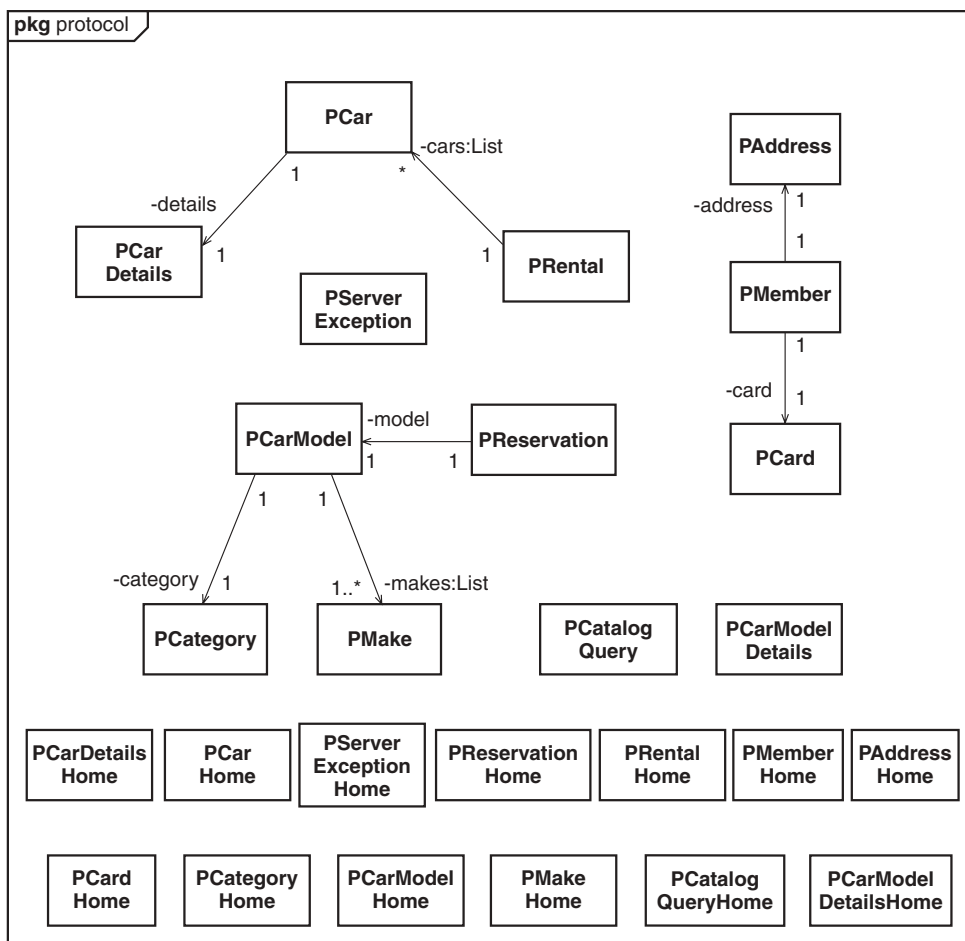 pkg protocol
PCar
-cars:List
1
*
-details
1
PCar
Details
1
PRental
PServer
Exception
PAddress
-address
1
1
PMember
1
-card
1
PCard
PCarModel
-model
1
1
PReservation
1
1
-category
1
1..*
-makes:List
PCategory
PMake
PCatalog
Query
PCarModel
Details
PCarDetails
Home
PCar
Home
PServer
Exception
Home
PReservation
Home
PRental
Home
PMember
Home
PAddress
Home
PCard
Home
PCategory
Home
PCarModel
Home
PMake
Home
PCatalog
QueryHome
PCarModel
DetailsHome